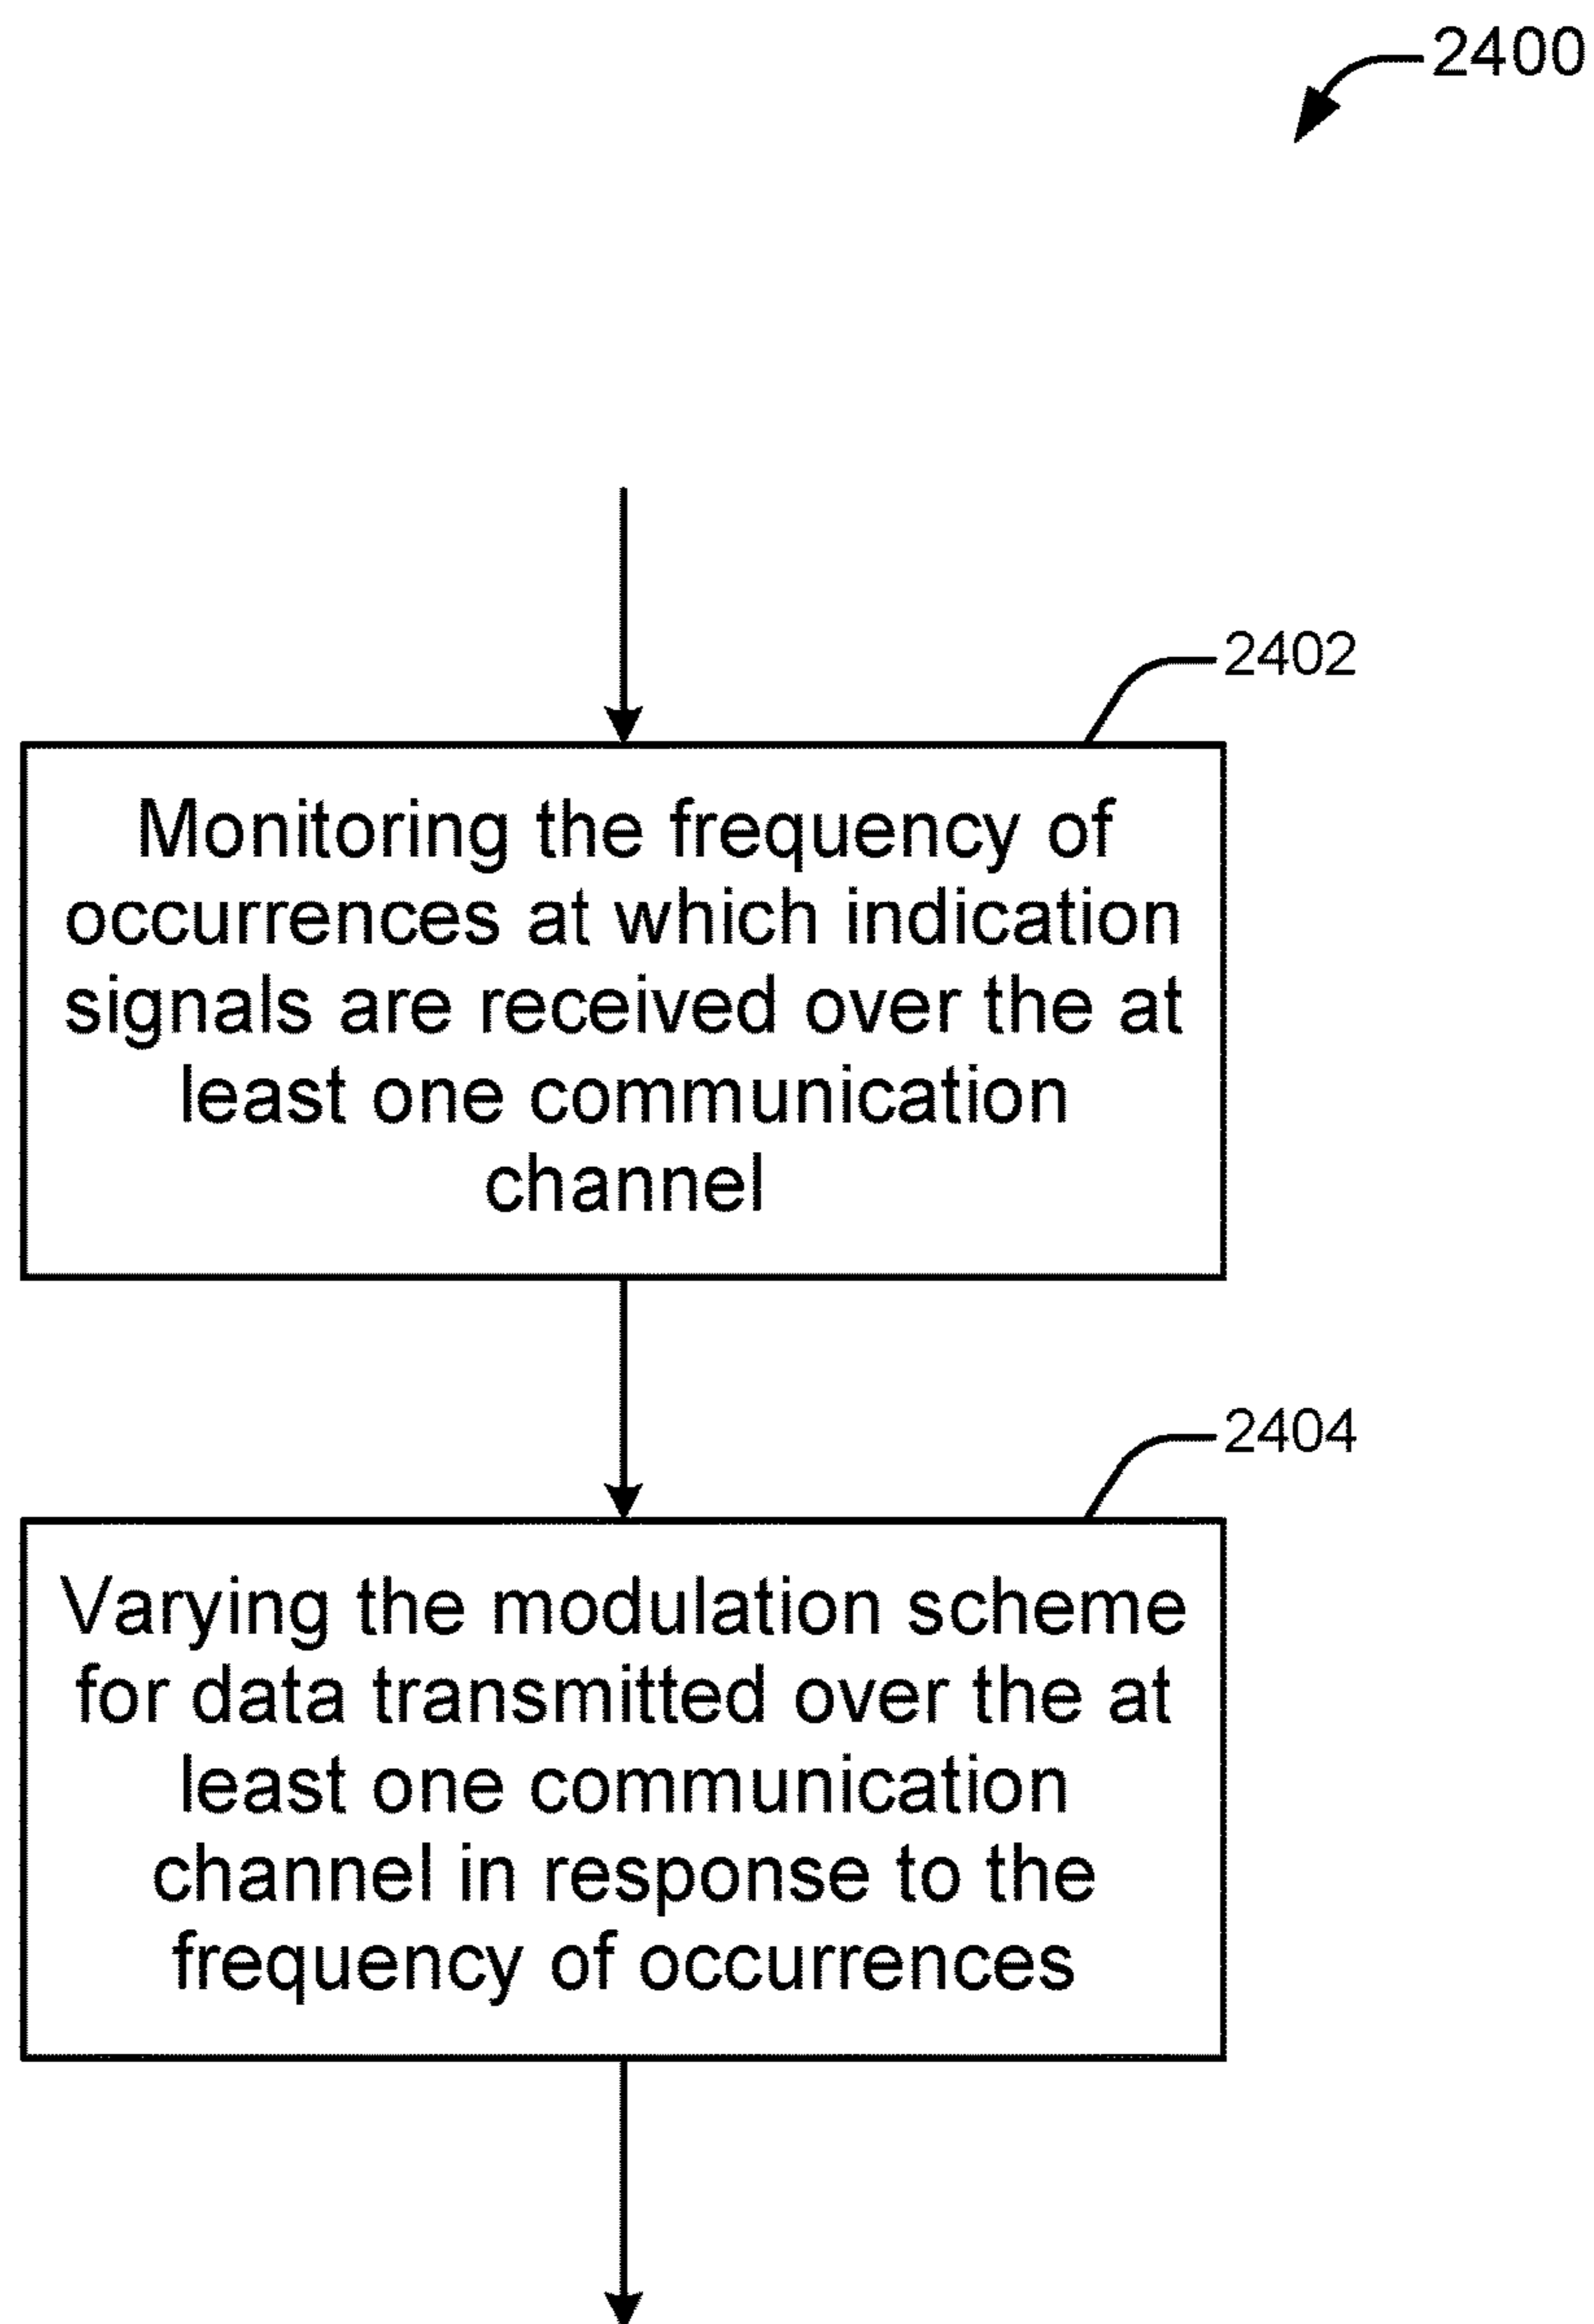 2400
2402
Monitoring the frequency of
occurrences at which indication
signals are received over the at
least one communication
channel
2404
Varying the modulation scheme
for data transmitted over the at
least one communication
channel in response to the
frequency of occurrences